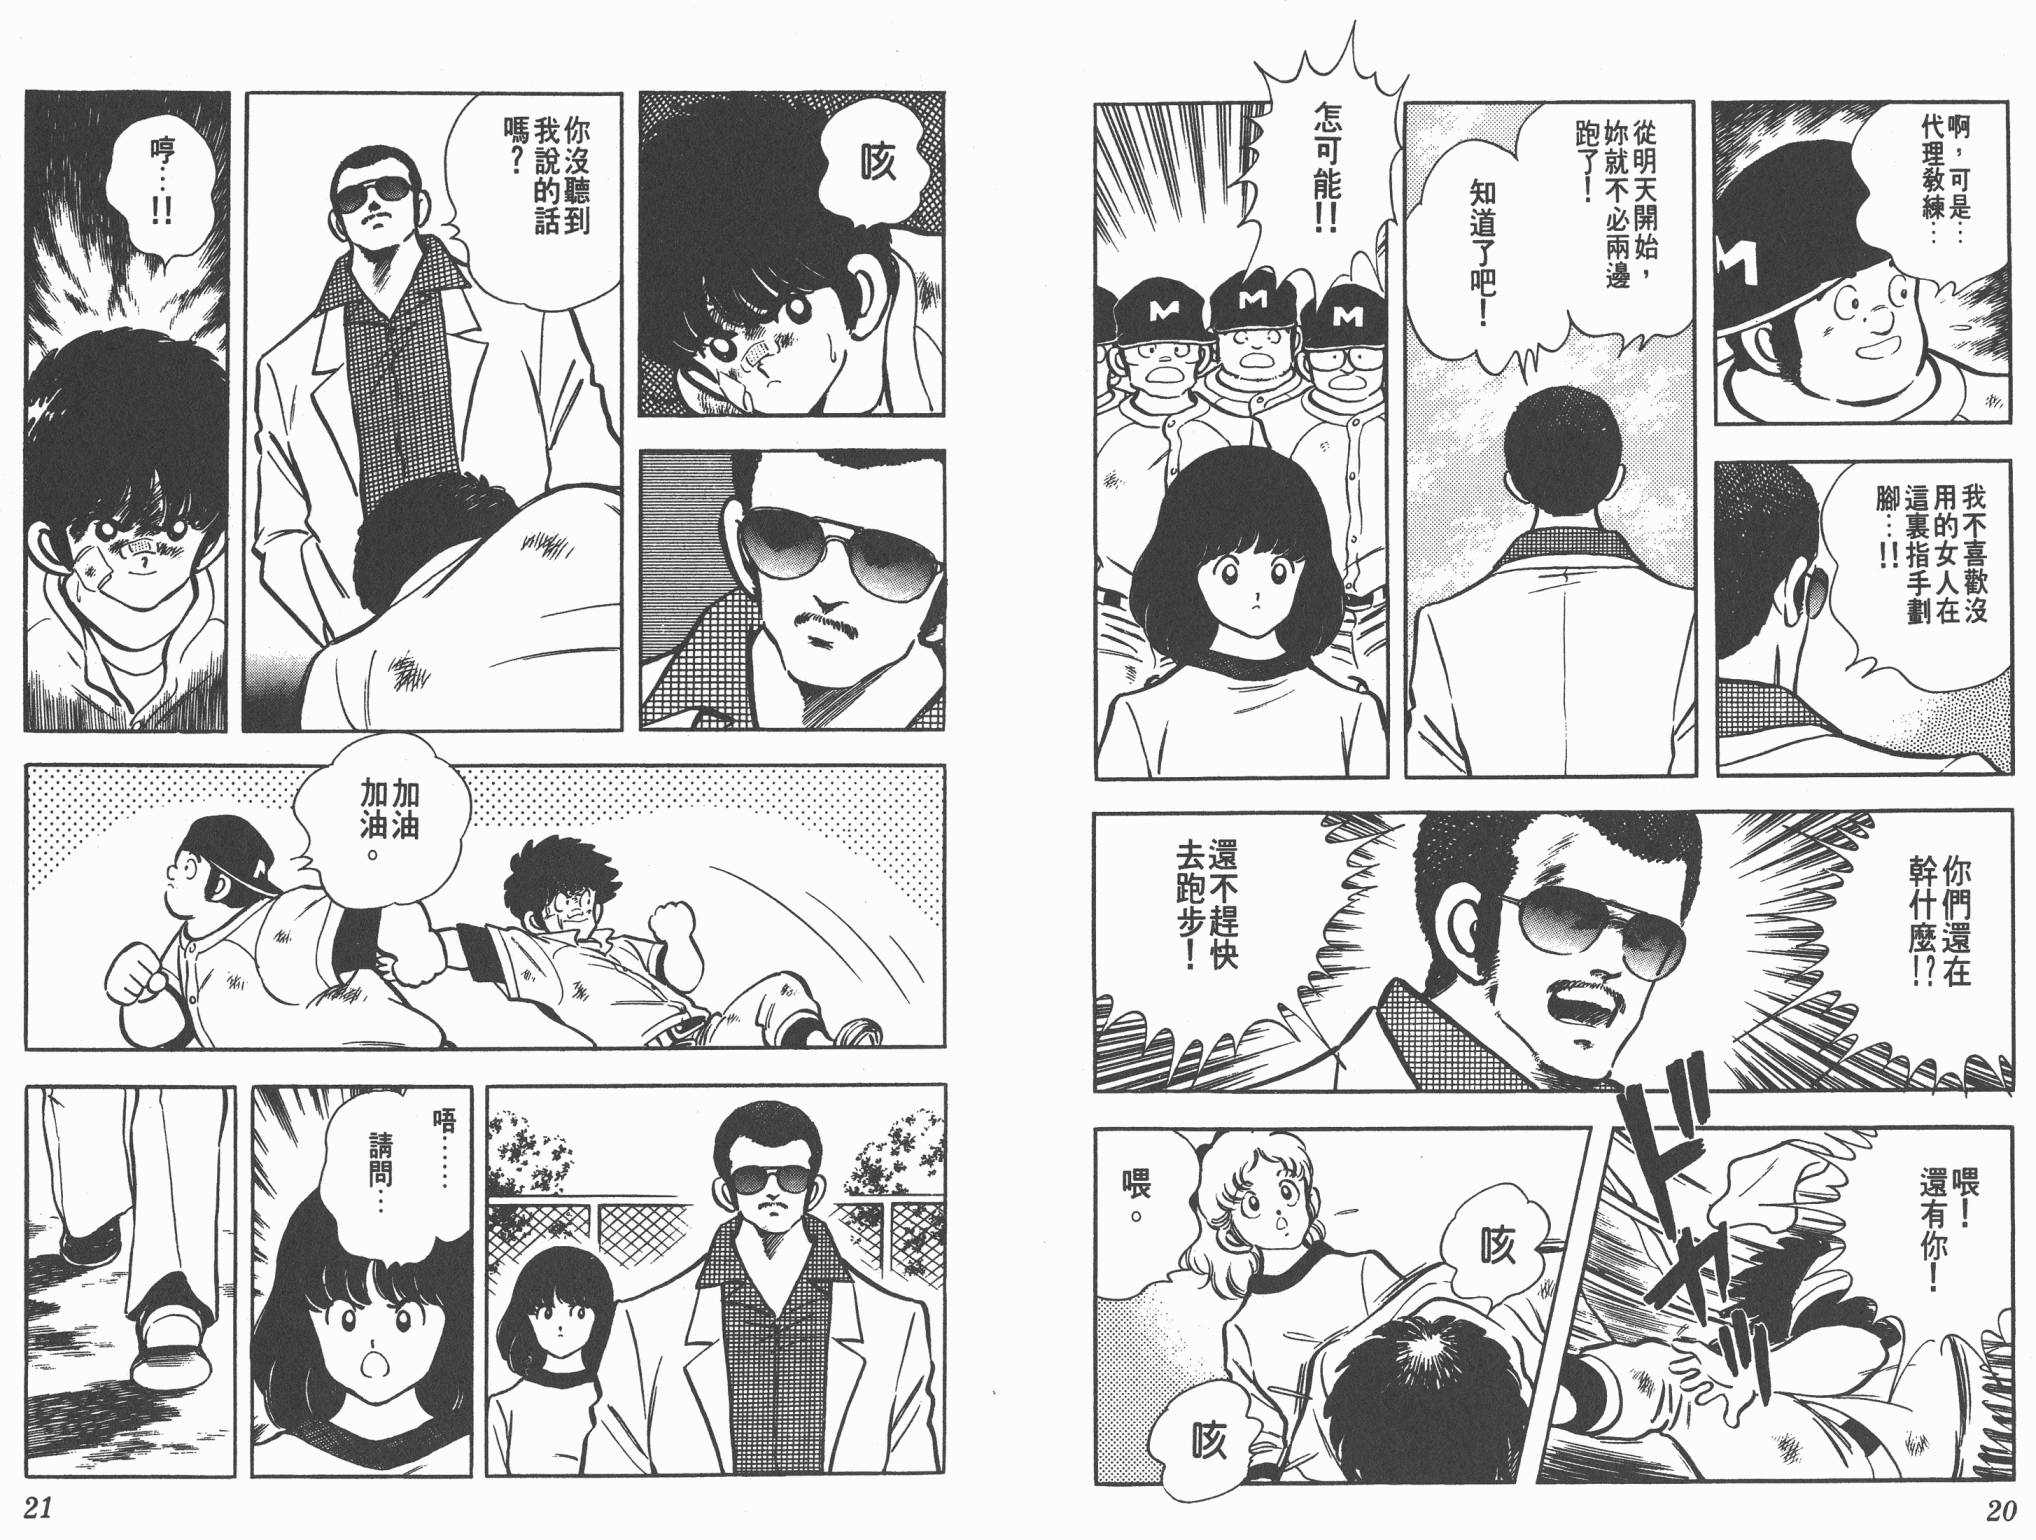 啊，可是…
代理教練…
我不喜歡沒
用的女人在
這裏指手劃
腳…!!
從明天開始，
妳就不必兩邊
跑了！
知道了吧！
怎可能!!
M
M
M
M
你們還在
幹什麼!?
還不趕快
去跑步！
喂！
還有你！
ドドド
咳
喂。
咳
20
咳
你沒聽到
我說的話
嗎？
哼…!!
加油
加油。
M
唔……
請問…
21